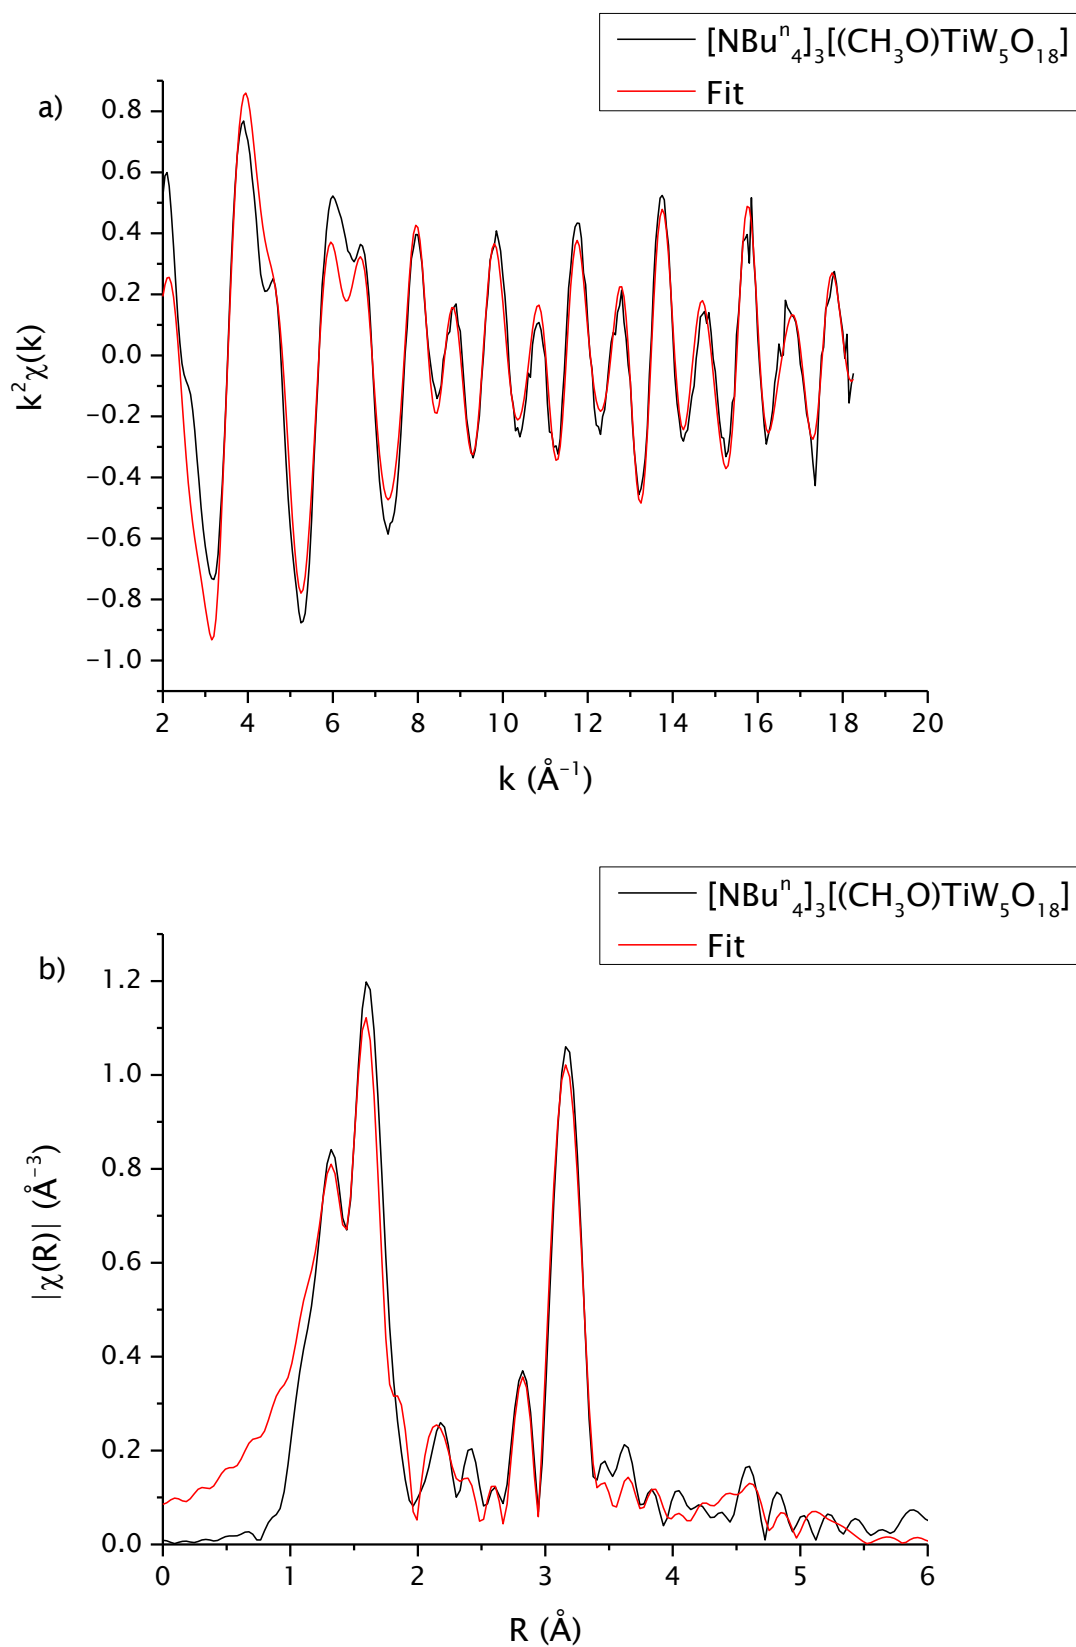 [NBuⁿ₄]₃[(CH₃O)TiW₅O₁₈]
Fit
a)
0.8
0.6
0.4
0.2
0.0
−0.2
−0.4
−0.6
−0.8
−1.0
k²χ(k)
2 4 6 8 10 12 14 16 18 20
k (Å⁻¹)
[NBuⁿ₄]₃[(CH₃O)TiW₅O₁₈]
Fit
b)
1.2
1.0
0.8
0.6
0.4
0.2
0.0
|χ(R)| (Å⁻³)
0 1 2 3 4 5 6
R (Å)